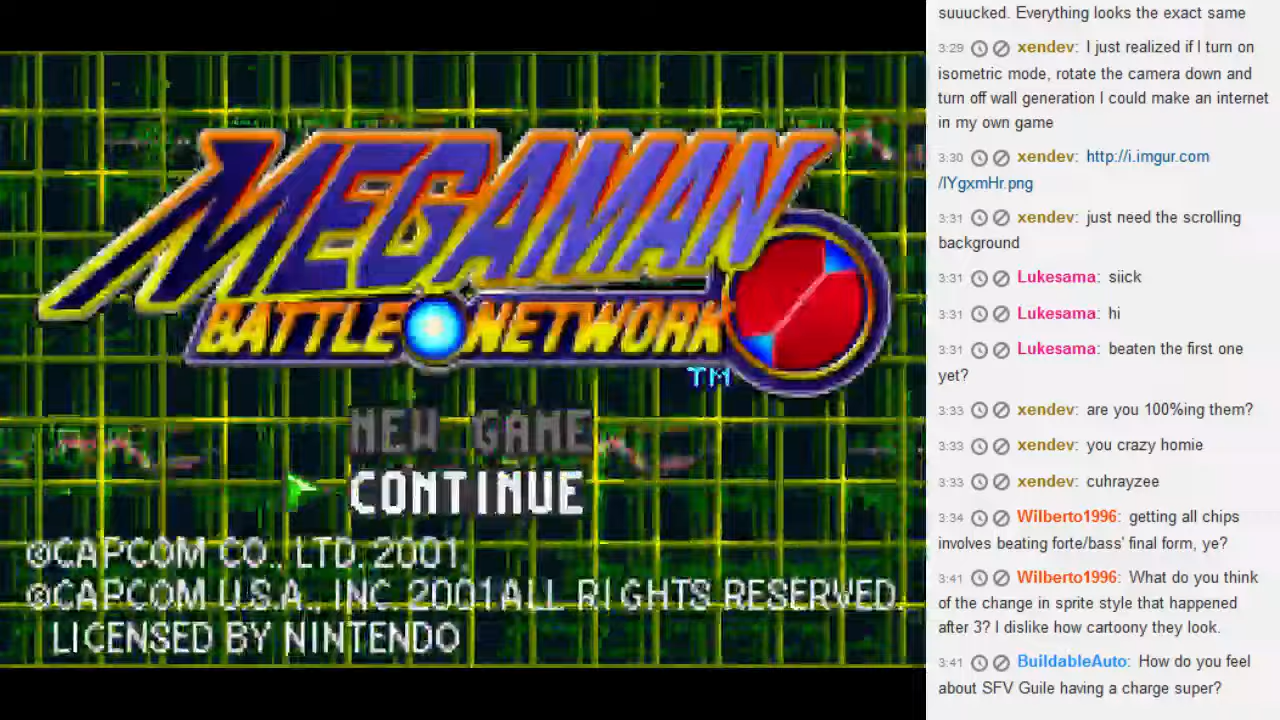 MEGAMAN
BATTLE NETWORK
TM
NEW GAME
CONTINUE
©CAPCOM CO., LTD. 2001,
©CAPCOM U.S.A., INC. 2001 ALL RIGHTS RESERVED.
LICENSED BY NINTENDO
suuucked. Everything looks the exact same
3:29 xendev: I just realized if I turn on
isometric mode, rotate the camera down and
turn off wall generation I could make an internet
in my own game
3:30 xendev: http://i.imgur.com
/IYgxmHr.png
3:31 xendev: just need the scrolling
background
3:31 Lukesama: siick
3:31 Lukesama: hi
3:31 Lukesama: beaten the first one
yet?
3:33 xendev: are you 100%ing them?
3:33 xendev: you crazy homie
3:33 xendev: cuhrayzee
3:34 Wilberto1996: getting all chips
involves beating forte/bass' final form, ye?
3:41 Wilberto1996: What do you think
of the change in sprite style that happened
after 3? I dislike how cartoony they look.
3:41 BuildableAuto: How do you feel
about SFV Guile having a charge super?